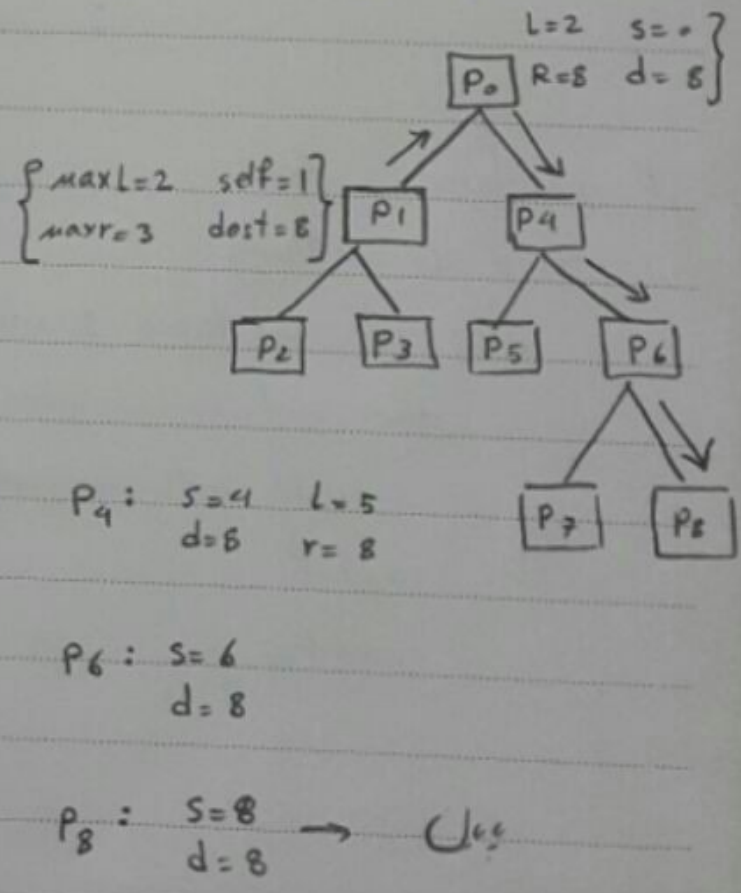 L=2 s=0
P0 R=8 d=8
maxL=2 self=1
maxr=3 dest=8
P1 P4
P2 P3 P5 P6
P7 P8
P4: s=4 l=5
d=8 r=8
P6: s=6
d=8
P8: s=8 →
d=8